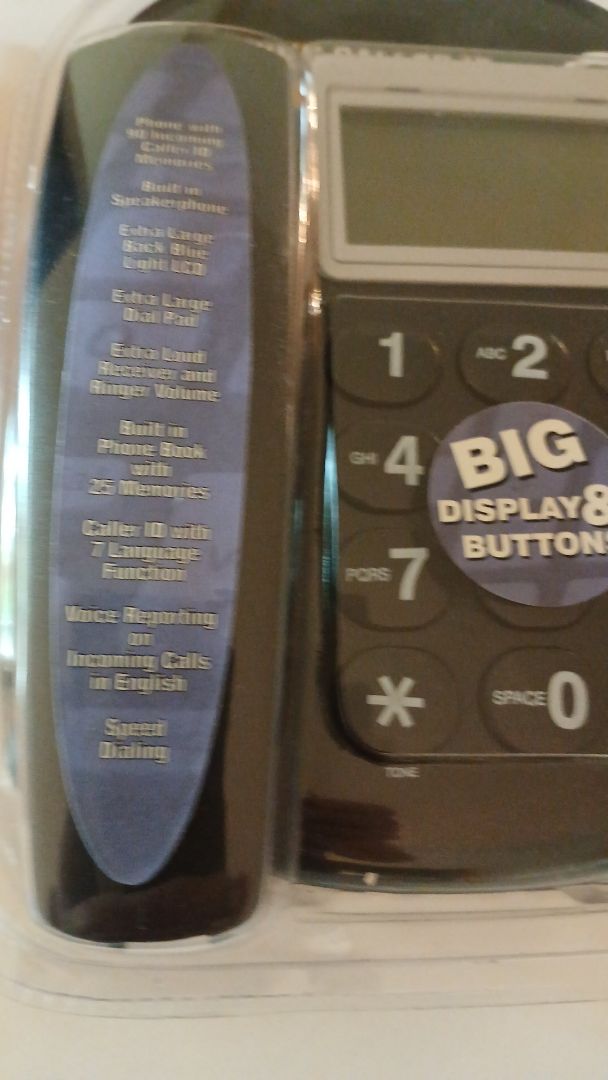 Phone with
90 Incoming
Caller ID
Memories
Built in
Speakerphone
Extra Large
Back Blue
Light LCD
Extra Large
Dial Pad
Extra Loud
Receiver and
Ringer Volume
Built in
Phone Book
with
25 Memories
Caller ID with
7 Language
Function
Voice Reporting
or
Incoming Calls
in English
Speed
Dialing
1
ABC 2
GHI 4
BIG
DISPLAY &
BUTTONS
PQRS 7
*
SPACE 0
TONE